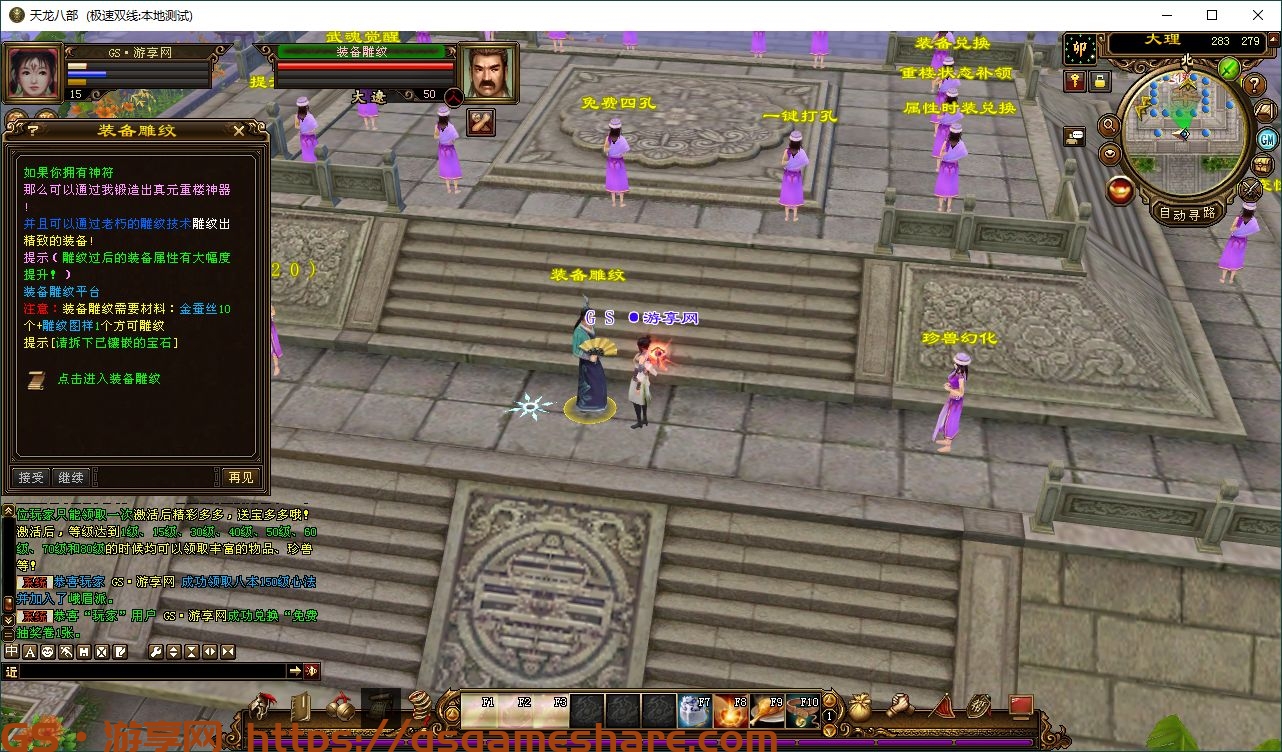 天龙八部 (极速双线:本地测试)
GS·游享网
15
武魂觉醒
装备雕纹
大辽
50
装备兑换
重楼状态补领
属性时装兑换
免费四孔
一键打孔
大理
283 279
卯
北
GM
自动寻路
装备雕纹
如果你拥有神符
那么可以通过我锻造出真元重楼神器
！
并且可以通过老朽的雕纹技术雕纹出
精致的装备！
提示(雕纹过后的装备属性有大幅度
提升！)
装备雕纹平台
注意：装备雕纹需要材料：金蚕丝10
个+雕纹图样1个方可雕纹
提示[请拆下已镶嵌的宝石]
点击进入装备雕纹
接受 继续 再见
20)
装备雕纹
GS·游享网
珍兽幻化
位玩家只能领取一次激活后精彩多多，送宝多多哦！
激活后，等级达到1级、15级、30级、40级、50级、60
级、70级和80级的时候均可以领取丰富的物品、珍兽
等！
系统 恭喜玩家 GS·游享网 成功领取八本150级心法
并加入了峨眉派。
系统 恭喜“玩家”用户 GS·游享网成功兑换“免费
抽奖卷1张。
中 A
近
F1 F2 F3 F7 F8 F9 F10
1
GS·游享网 https://gsgameshare.com